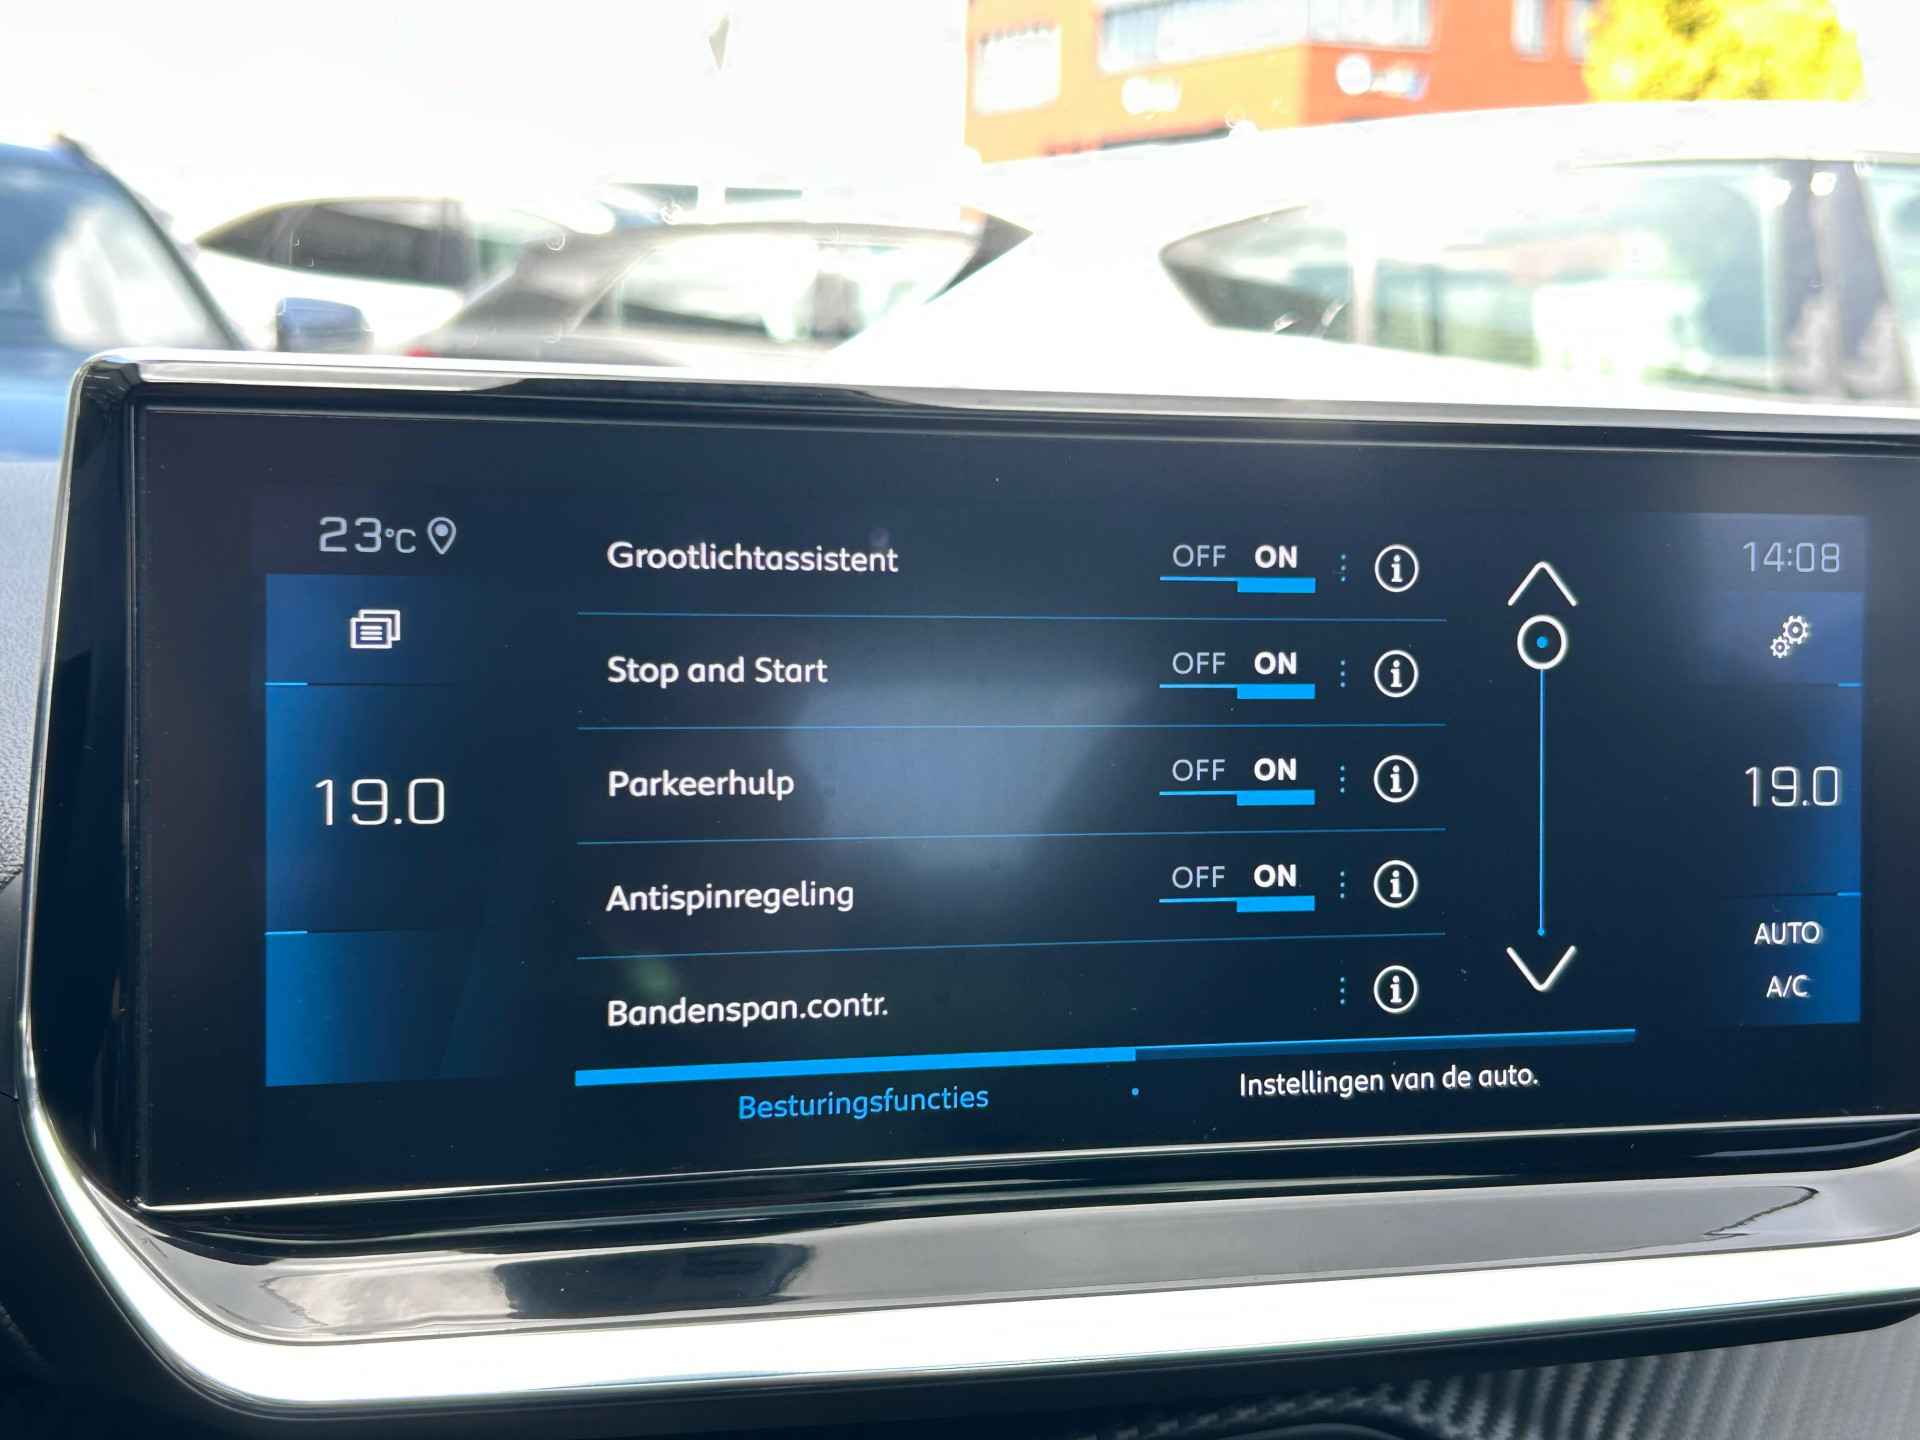 23°C
14:08
Grootlichtassistent OFF ON
Stop and Start OFF ON
19.0
Parkeerhulp OFF ON
19.0
Antispinregeling OFF ON
AUTO
A/C
Bandenspan.contr.
Besturingsfuncties
Instellingen van de auto.